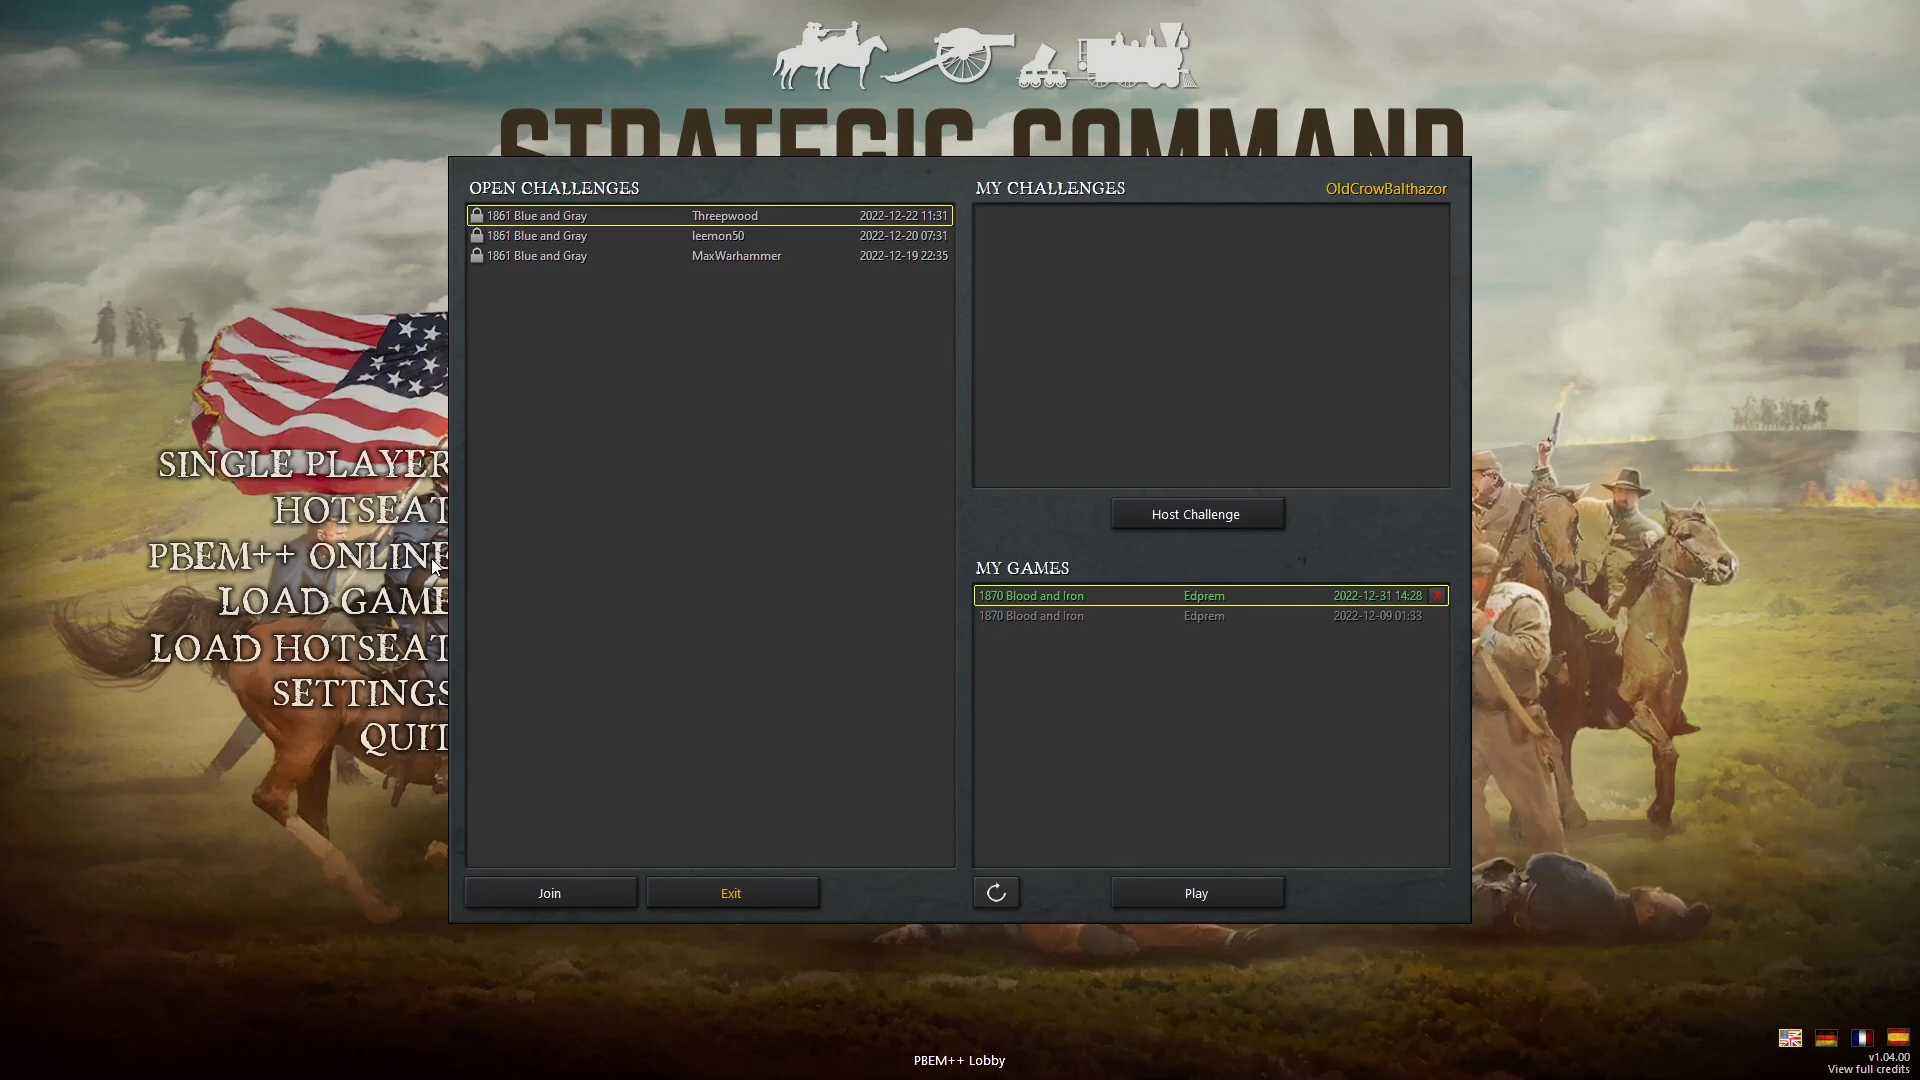 STRATEGIC COMMAND
OPEN CHALLENGES
1861 Blue and Gray Threepwood 2022-12-22 11:31
1861 Blue and Gray leemon50 2022-12-20 07:31
1861 Blue and Gray MaxWarhammer 2022-12-19 22:35
MY CHALLENGES OldCrowBalthazor
Host Challenge
MY GAMES
1870 Blood and Iron Edprem 2022-12-31 14:28 X
1870 Blood and Iron Edprem 2022-12-09 01:33
SINGLE PLAYER
HOTSEAT
PBEM++ ONLINE
LOAD GAME
LOAD HOTSEAT
SETTINGS
QUIT
Join Exit Play
PBEM++ Lobby
v1.04.00
View full credits